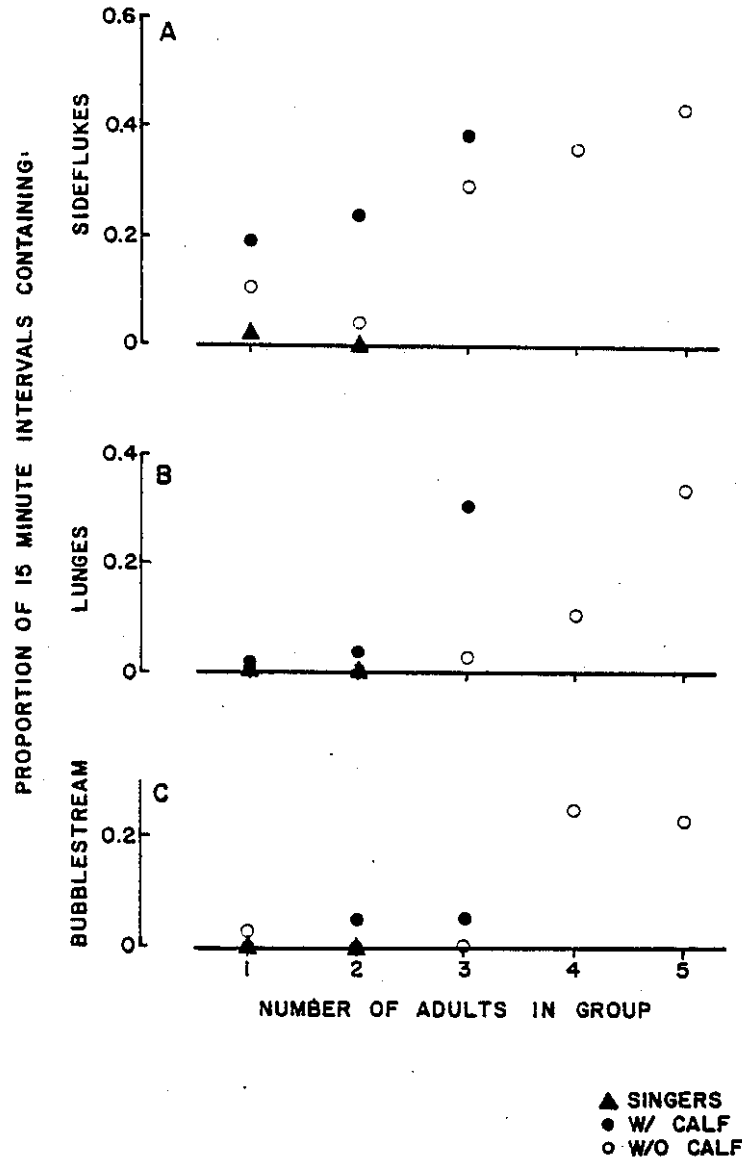 PROPORTION OF 15 MINUTE INTERVALS CONTAINING:
A
SIDEFLUKES
0.6
0.4
0.2
0
B
LUNGES
0.4
0.2
0
C
BUBBLESTREAM
0.2
0
1 2 3 4 5
NUMBER OF ADULTS IN GROUP
▲ SINGERS
● W/ CALF
○ W/O CALF